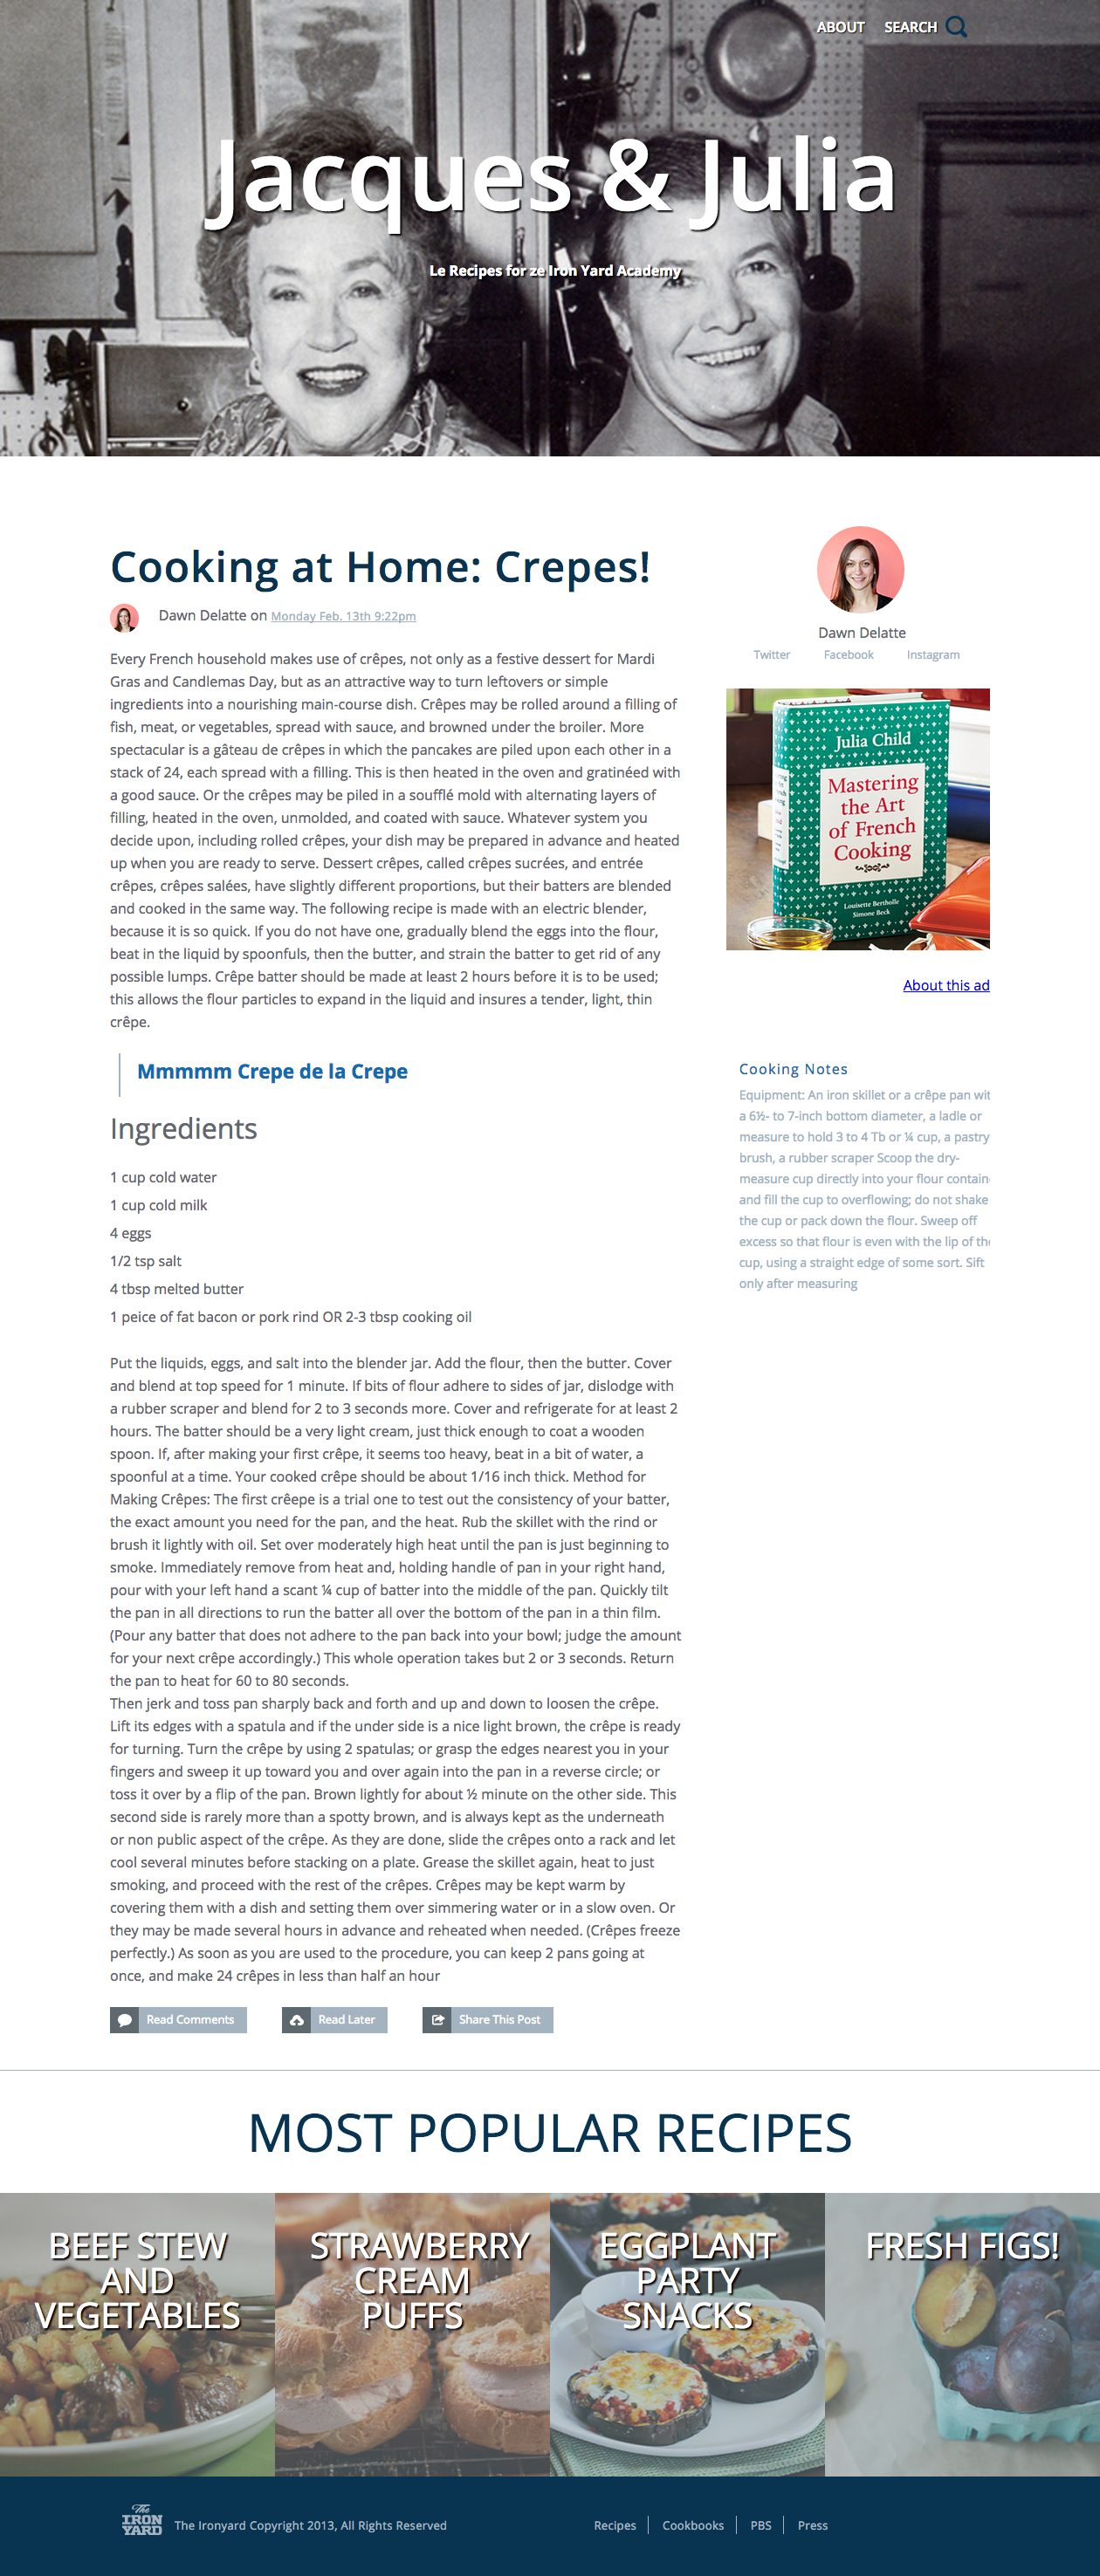 ABOUT SEARCH
Jacques & Julia
Le Recipes for ze Iron Yard Academy
Cooking at Home: Crepes!
Dawn Delatte on Monday Feb. 13th 9:22pm
Every French household makes use of crêpes, not only as a festive dessert for Mardi
Gras and Candlemas Day, but as an attractive way to turn leftovers or simple
ingredients into a nourishing main-course dish. Crêpes may be rolled around a filling of
fish, meat, or vegetables, spread with sauce, and browned under the broiler. More
spectacular is a gâteau de crêpes in which the pancakes are piled upon each other in a
stack of 24, each spread with a filling. This is then heated in the oven and gratinéed with
a good sauce. Or the crêpes may be piled in a soufflé mold with alternating layers of
filling, heated in the oven, unmolded, and coated with sauce. Whatever system you
decide upon, including rolled crêpes, your dish may be prepared in advance and heated
up when you are ready to serve. Dessert crêpes, called crêpes sucrées, and entrée
crêpes, crêpes salées, have slightly different proportions, but their batters are blended
and cooked in the same way. The following recipe is made with an electric blender,
because it is so quick. If you do not have one, gradually blend the eggs into the flour,
beat in the liquid by spoonfuls, then the butter, and strain the batter to get rid of any
possible lumps. Crêpe batter should be made at least 2 hours before it is to be used;
this allows the flour particles to expand in the liquid and insures a tender, light, thin
crêpe.
Mmmmm Crepe de la Crepe
Ingredients
1 cup cold water
1 cup cold milk
4 eggs
1/2 tsp salt
4 tbsp melted butter
1 peice of fat bacon or pork rind OR 2-3 tbsp cooking oil
Put the liquids, eggs, and salt into the blender jar. Add the flour, then the butter. Cover
and blend at top speed for 1 minute. If bits of flour adhere to sides of jar, dislodge with
a rubber scraper and blend for 2 to 3 seconds more. Cover and refrigerate for at least 2
hours. The batter should be a very light cream, just thick enough to coat a wooden
spoon. If, after making your first crêpe, it seems too heavy, beat in a bit of water, a
spoonful at a time. Your cooked crêpe should be about 1/16 inch thick. Method for
Making Crêpes: The first crêepe is a trial one to test out the consistency of your batter,
the exact amount you need for the pan, and the heat. Rub the skillet with the rind or
brush it lightly with oil. Set over moderately high heat until the pan is just beginning to
smoke. Immediately remove from heat and, holding handle of pan in your right hand,
pour with your left hand a scant ¼ cup of batter into the middle of the pan. Quickly tilt
the pan in all directions to run the batter all over the bottom of the pan in a thin film.
(Pour any batter that does not adhere to the pan back into your bowl; judge the amount
for your next crêpe accordingly.) This whole operation takes but 2 or 3 seconds. Return
the pan to heat for 60 to 80 seconds.
Then jerk and toss pan sharply back and forth and up and down to loosen the crêpe.
Lift its edges with a spatula and if the under side is a nice light brown, the crêpe is ready
for turning. Turn the crêpe by using 2 spatulas; or grasp the edges nearest you in your
fingers and sweep it up toward you and over again into the pan in a reverse circle; or
toss it over by a flip of the pan. Brown lightly for about ½ minute on the other side. This
second side is rarely more than a spotty brown, and is always kept as the underneath
or non public aspect of the crêpe. As they are done, slide the crêpes onto a rack and let
cool several minutes before stacking on a plate. Grease the skillet again, heat to just
smoking, and proceed with the rest of the crêpes. Crêpes may be kept warm by
covering them with a dish and setting them over simmering water or in a slow oven. Or
they may be made several hours in advance and reheated when needed. (Crêpes freeze
perfectly.) As soon as you are used to the procedure, you can keep 2 pans going at
once, and make 24 crêpes in less than half an hour
Read Comments Read Later Share This Post
Dawn Delatte
Twitter Facebook Instagram
Julia Child
Mastering
the Art
of French
Cooking
Louisette Bertholle
Simone Beck
About this ad
Cooking Notes
Equipment: An iron skillet or a crêpe pan wit
a 6½- to 7-inch bottom diameter, a ladle or
measure to hold 3 to 4 Tb or ¼ cup, a pastry
brush, a rubber scraper Scoop the dry-
measure cup directly into your flour contain
and fill the cup to overflowing; do not shake
the cup or pack down the flour. Sweep off
excess so that flour is even with the lip of the
cup, using a straight edge of some sort. Sift
only after measuring
MOST POPULAR RECIPES
BEEF STEW
AND
VEGETABLES
STRAWBERRY
CREAM
PUFFS
EGGPLANT
PARTY
SNACKS
FRESH FIGS!
The
IRON
YARD
The Ironyard Copyright 2013, All Rights Reserved
Recipes Cookbooks PBS Press